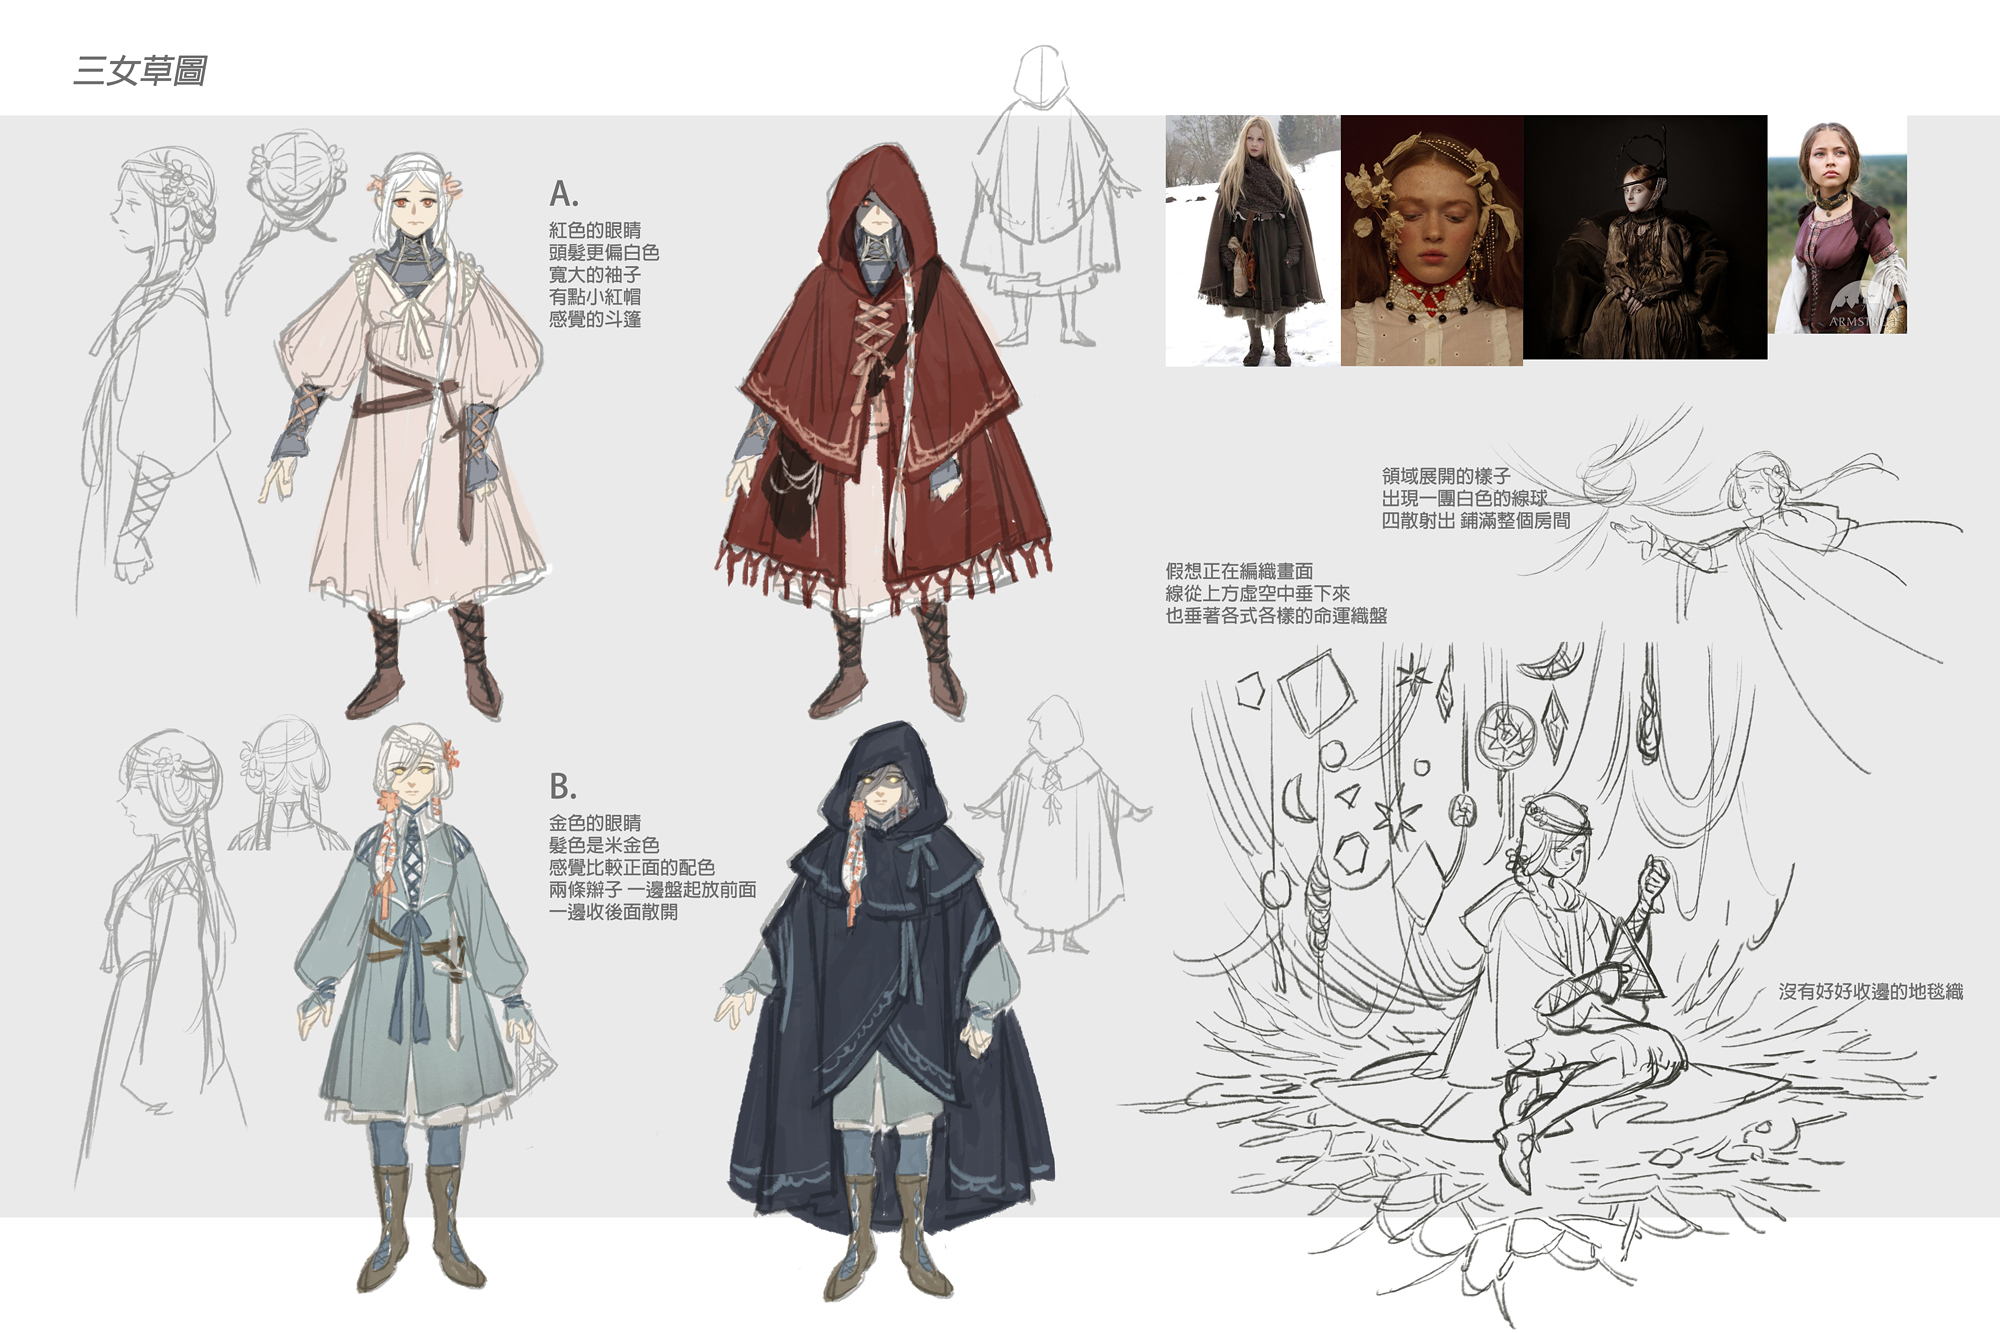 三女草圖
A.
紅色的眼睛
頭髮更偏白色
寬大的袖子
有點小紅帽
感覺的斗篷
ARMSTR
領域展開的樣子
出現一團白色的線球
四散射出 鋪滿整個房間
假想正在編織畫面
線從上方虛空中垂下來
也垂著各式各樣的命運織盤
B.
金色的眼睛
髮色是米金色
感覺比較正面的配色
兩條辮子 一邊盤起放前面
一邊收後面散開
沒有好好收邊的地毯織